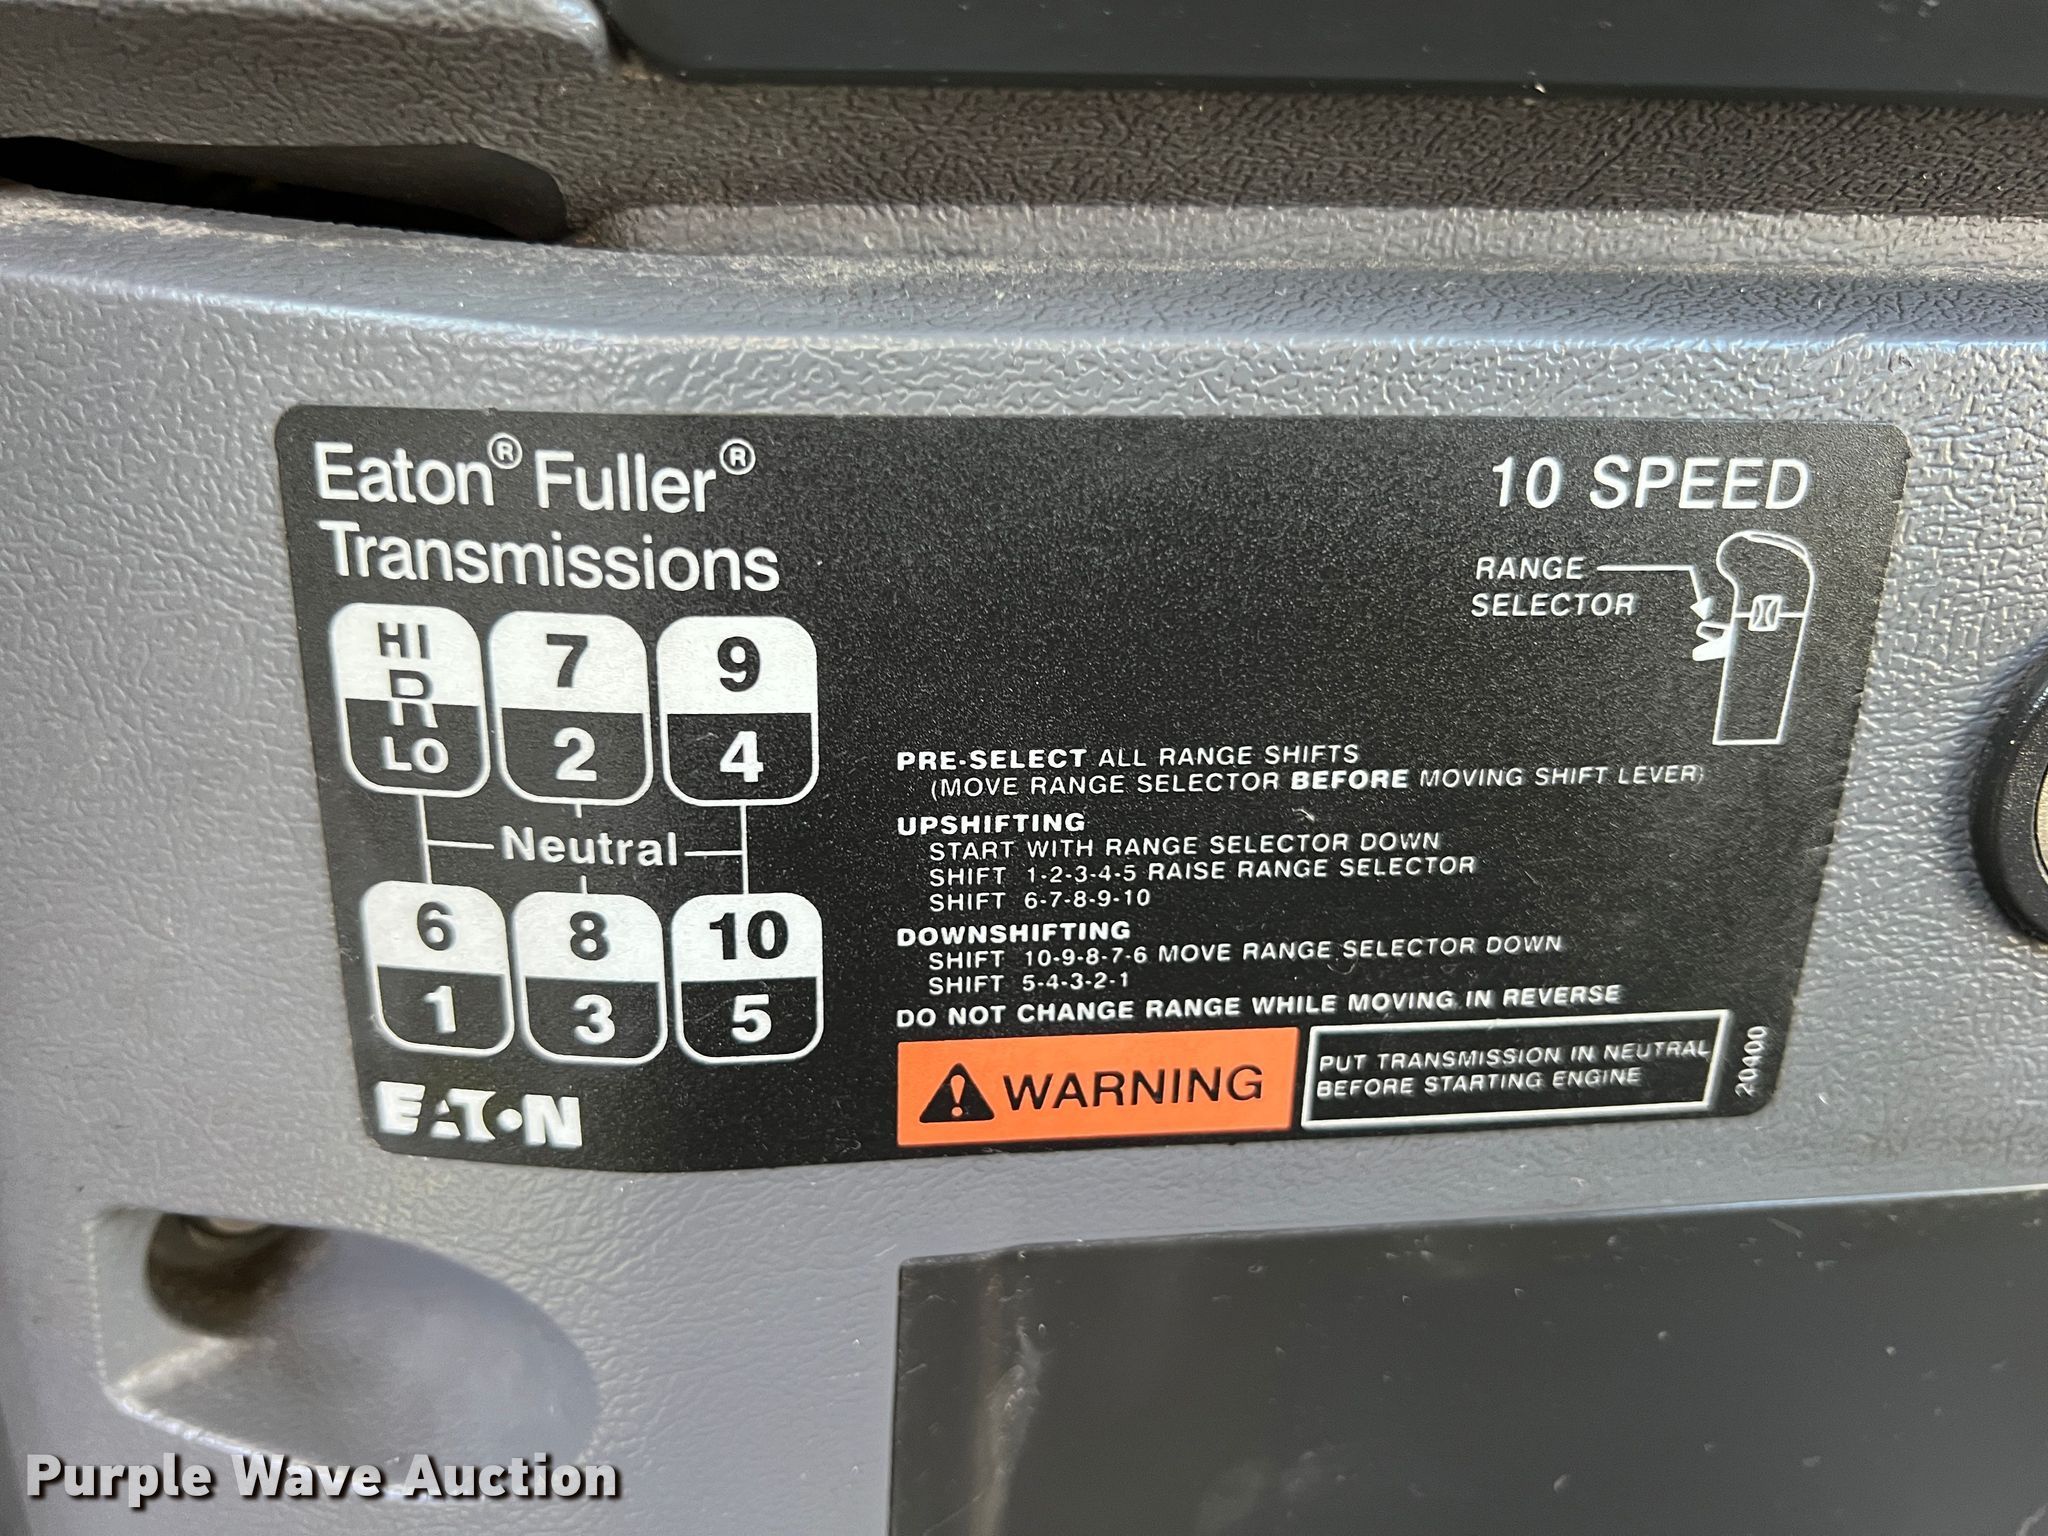 Eaton® Fuller®
Transmissions
10 SPEED
RANGE
SELECTOR
HI
R
LO
7
2
9
4
Neutral
6
1
8
3
10
5
EATON
PRE-SELECT ALL RANGE SHIFTS
(MOVE RANGE SELECTOR BEFORE MOVING SHIFT LEVER)
UPSHIFTING
START WITH RANGE SELECTOR DOWN
SHIFT 1-2-3-4-5 RAISE RANGE SELECTOR
SHIFT 6-7-8-9-10
DOWNSHIFTING
SHIFT 10-9-8-7-6 MOVE RANGE SELECTOR DOWN
SHIFT 5-4-3-2-1
DO NOT CHANGE RANGE WHILE MOVING IN REVERSE
WARNING
PUT TRANSMISSION IN NEUTRAL
BEFORE STARTING ENGINE
20400
Purple Wave Auction